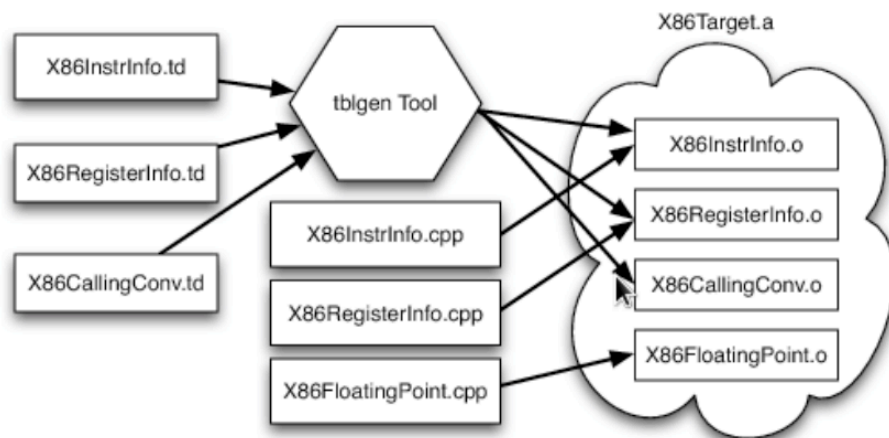 X86Target.a
X86InstrInfo.td
tblgen Tool
X86InstrInfo.o
X86RegisterInfo.td
X86RegisterInfo.o
X86InstrInfo.cpp
X86CallingConv.td
X86CallingConv.o
X86RegisterInfo.cpp
X86FloatingPoint.o
X86FloatingPoint.cpp